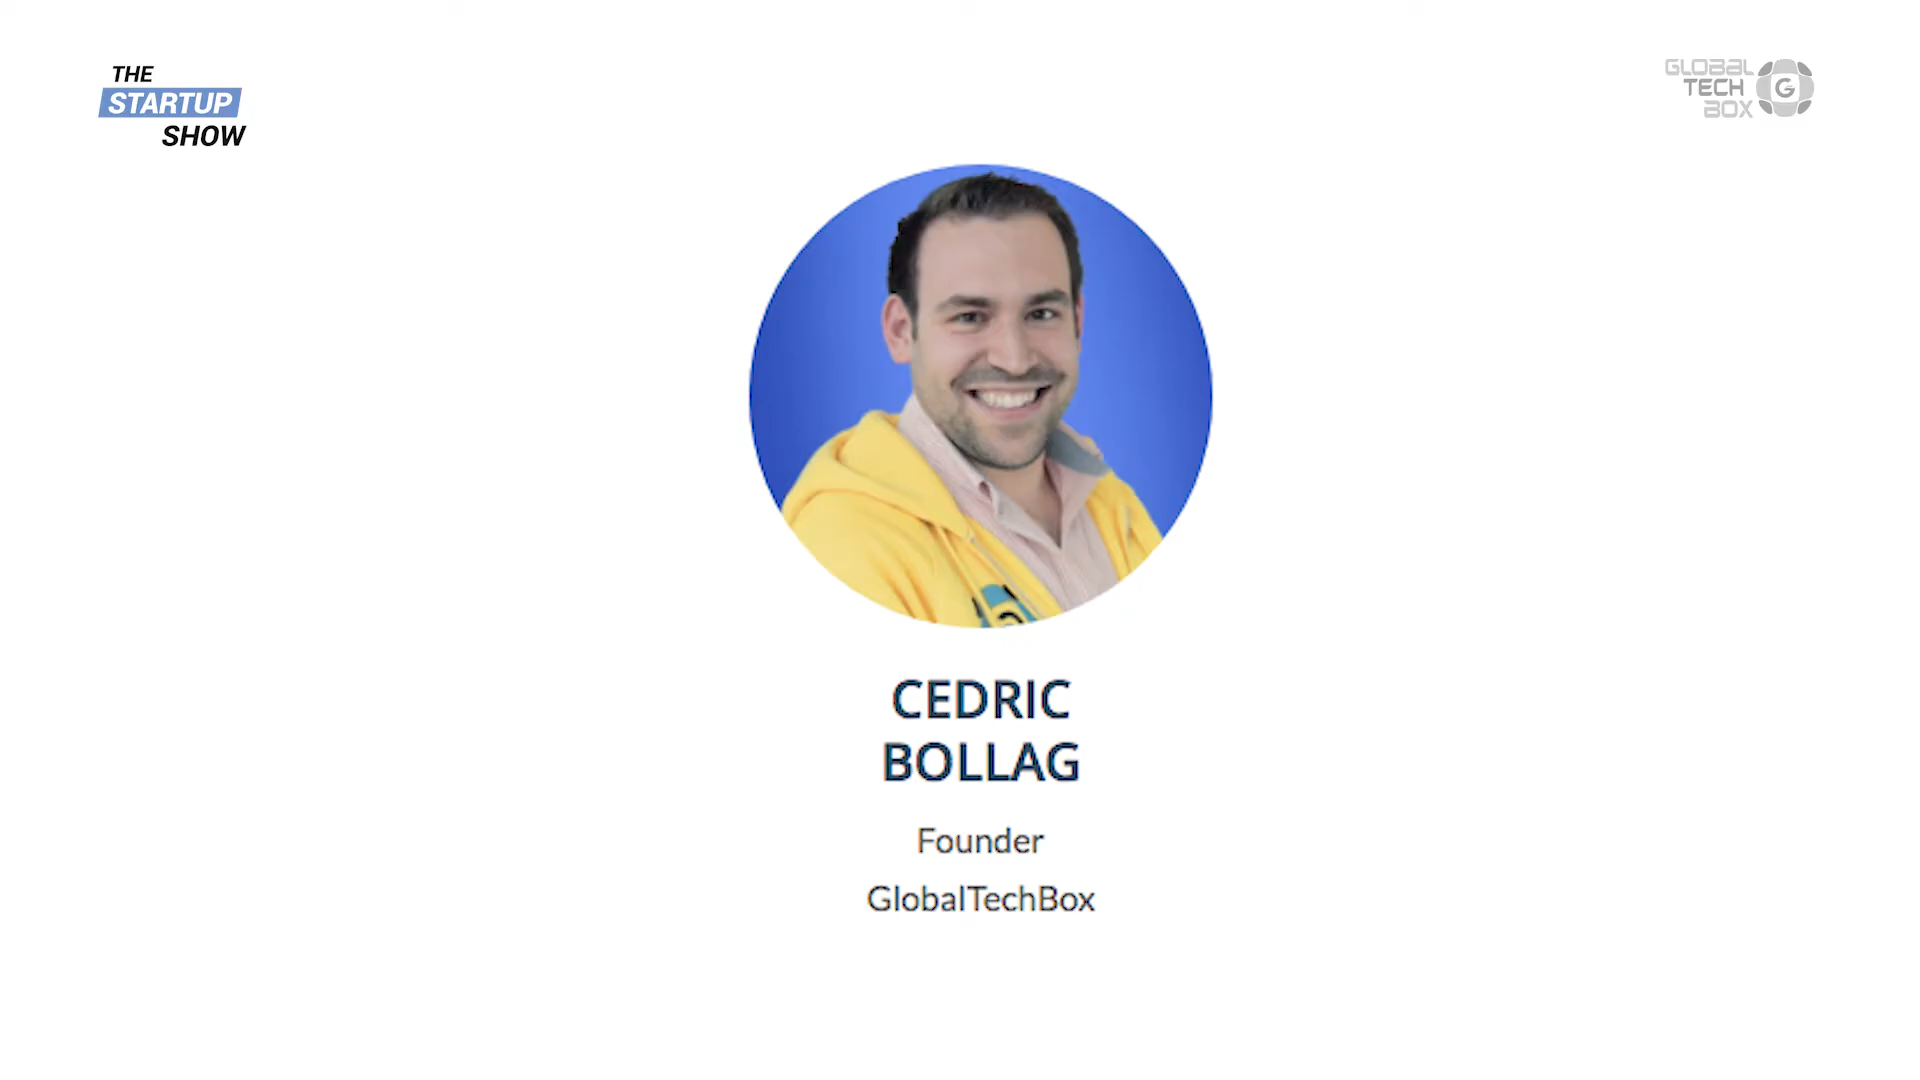 THE
STARTUP
SHOW
GLOBAL
TECH
BOX
G
CEDRIC
BOLLAG
Founder
GlobalTechBox